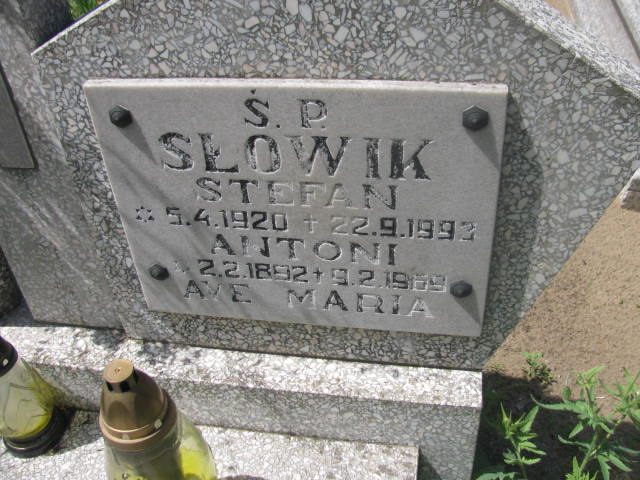 Ś. P.
SŁOWIK
STEFAN
* 5.4.1920 + 22.9.1993
ANTONI
* 2.2.1892 + 9.2.1969
AVE MARIA